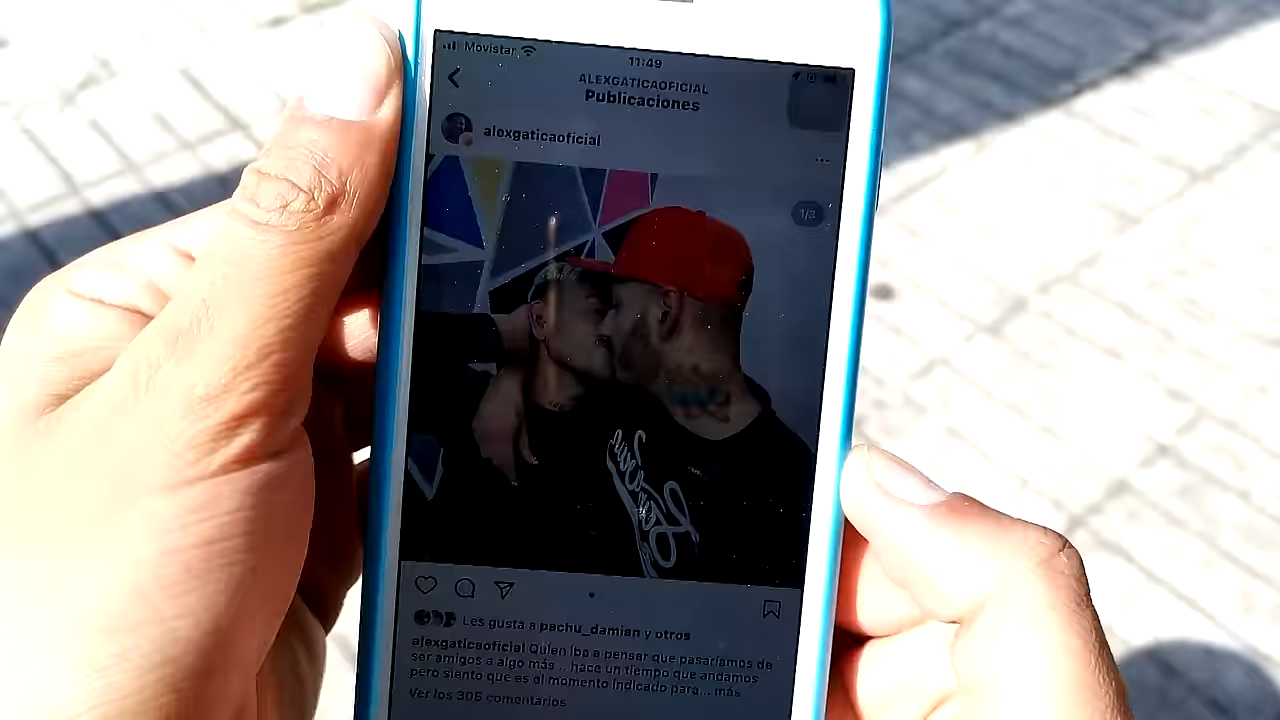 Movistar
11:49
ALEXGATICAOFICIAL
Publicaciones
alexgaticaoficial
1/3
Les gusta a pachu_damian y otros
alexgaticaoficial Quien iba a pensar que pasaríamos de
ser amigos a algo más .. hace un tiempo que andamos
pero siento que es el momento indicado para... más
Ver los 306 comentarios